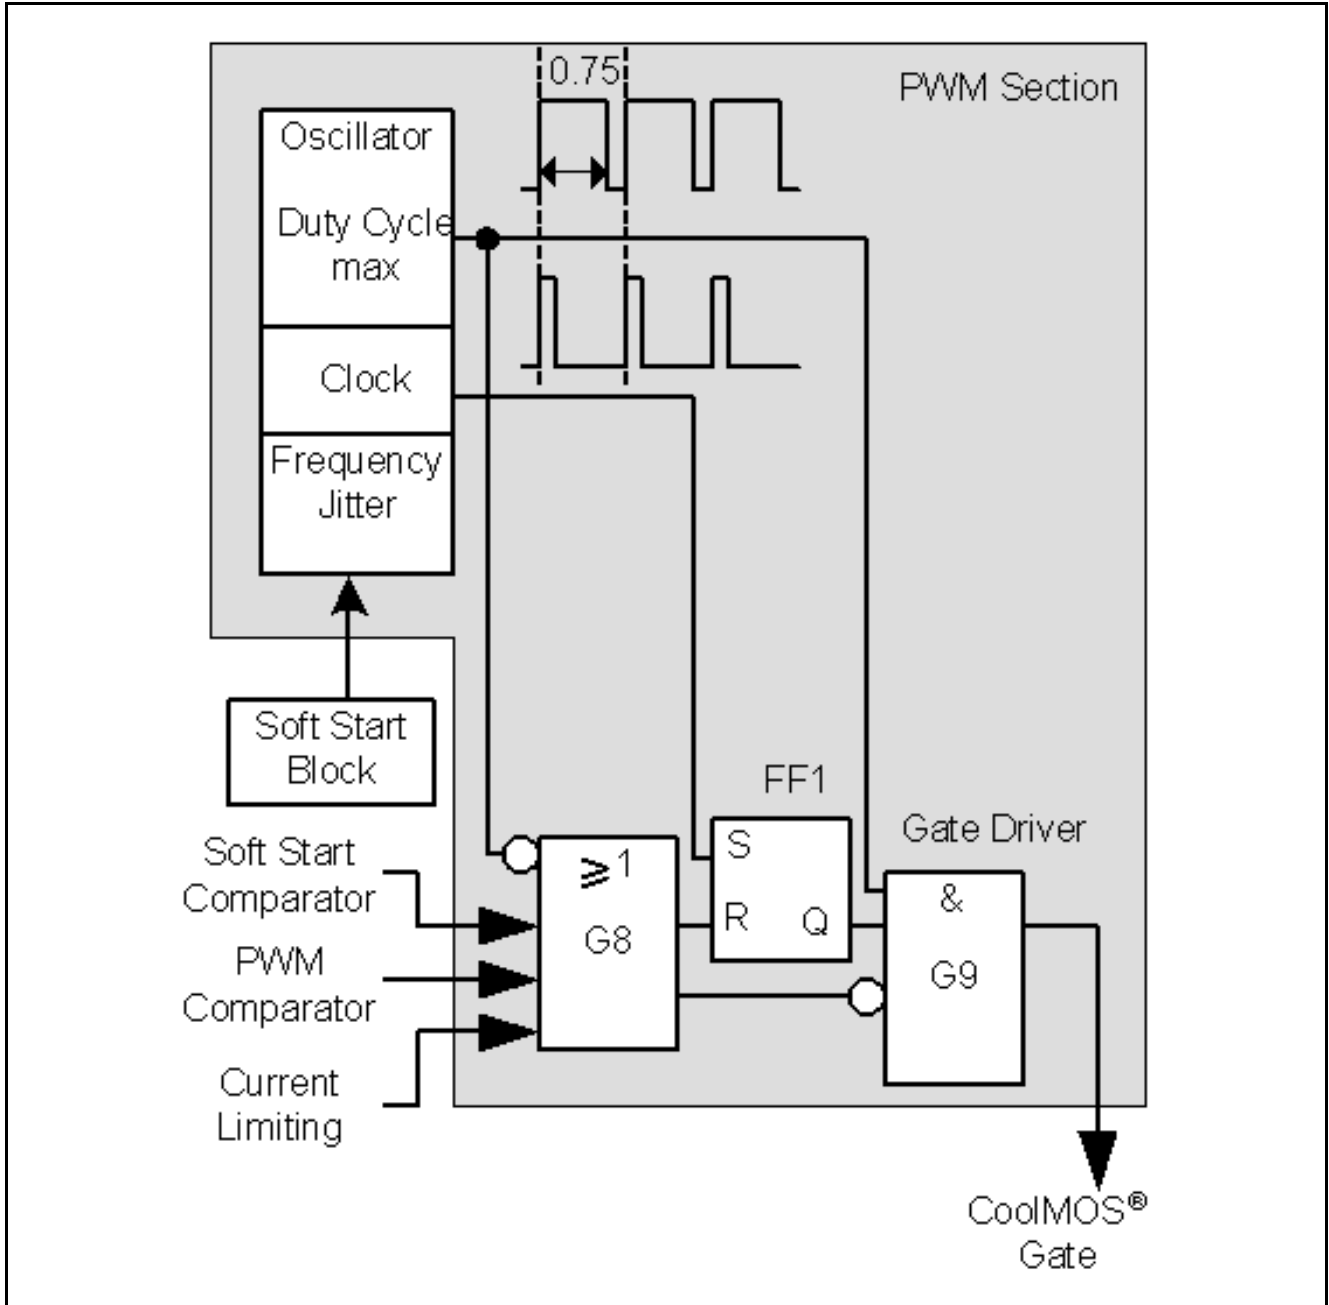 0.75
PWM Section
Oscillator
Duty Cycle
max
Clock
Frequency
Jitter
Soft Start
Block
FF1
Gate Driver
Soft Start
Comparator
PWM
Comparator
Current
Limiting
⩾1
G8
S
R
Q
&
G9
CoolMOS®
Gate